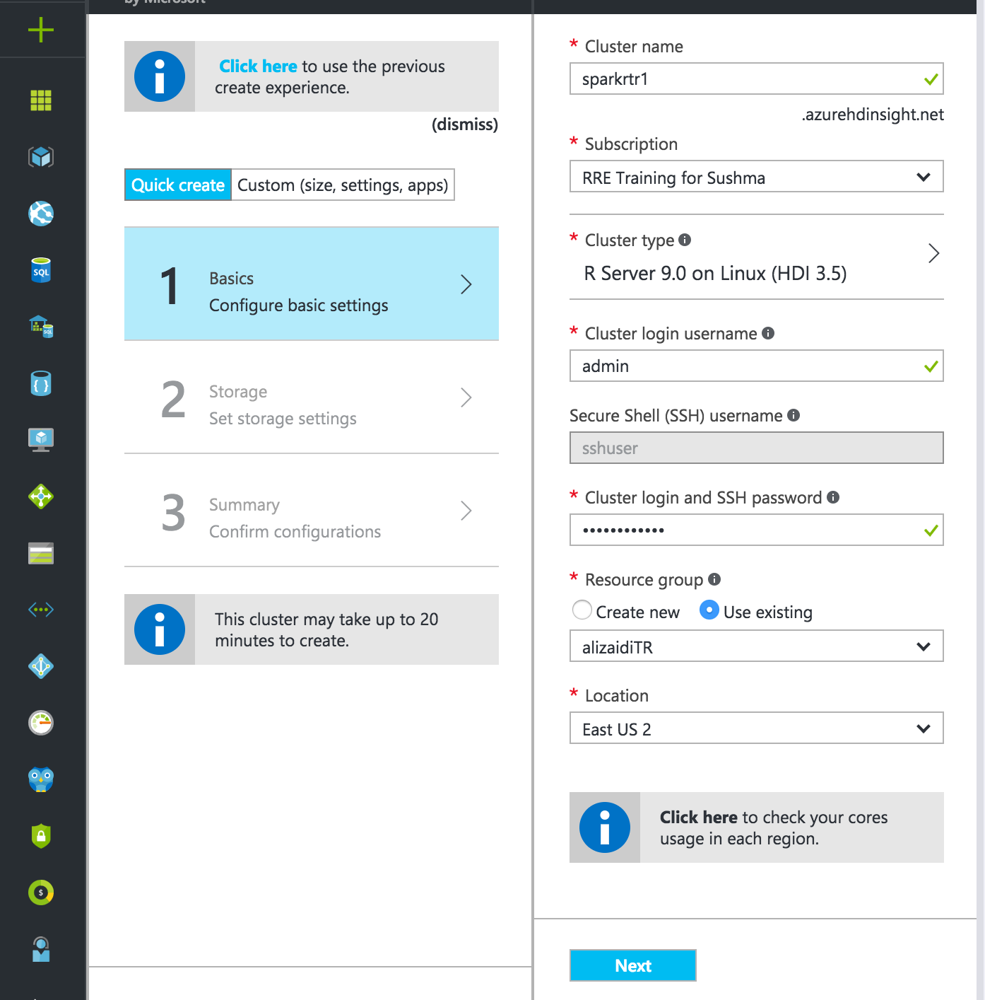 by Microsoft
Click here to use the previous
create experience.
(dismiss)
Quick create Custom (size, settings, apps)
1 Basics
Configure basic settings
2 Storage
Set storage settings
3 Summary
Confirm configurations
This cluster may take up to 20
minutes to create.
* Cluster name
sparkrtr1
.azurehdinsight.net
* Subscription
RRE Training for Sushma
* Cluster type
R Server 9.0 on Linux (HDI 3.5)
* Cluster login username
admin
Secure Shell (SSH) username
sshuser
* Cluster login and SSH password
••••••••••••
* Resource group
Create new Use existing
alizaidiTR
* Location
East US 2
Click here to check your cores
usage in each region.
Next
SQL
SQL
{ }
$